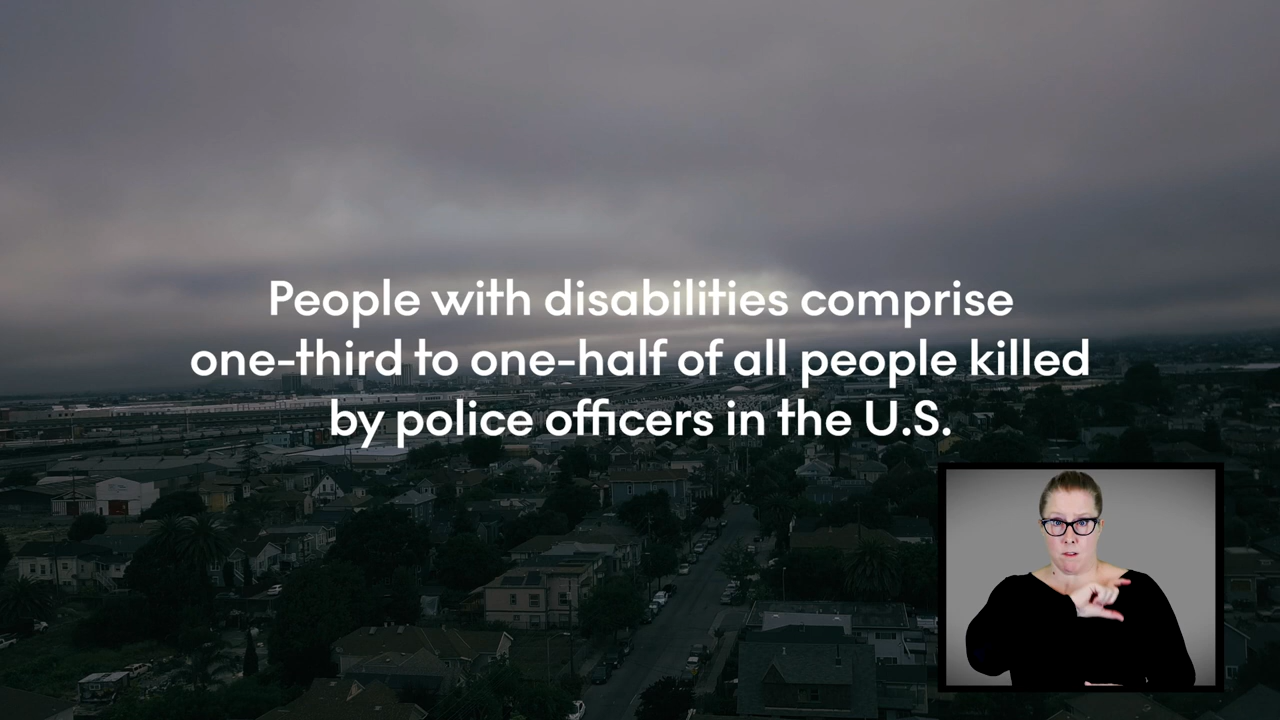 People with disabilities comprise
one-third to one-half of all people killed
by police officers in the U.S.